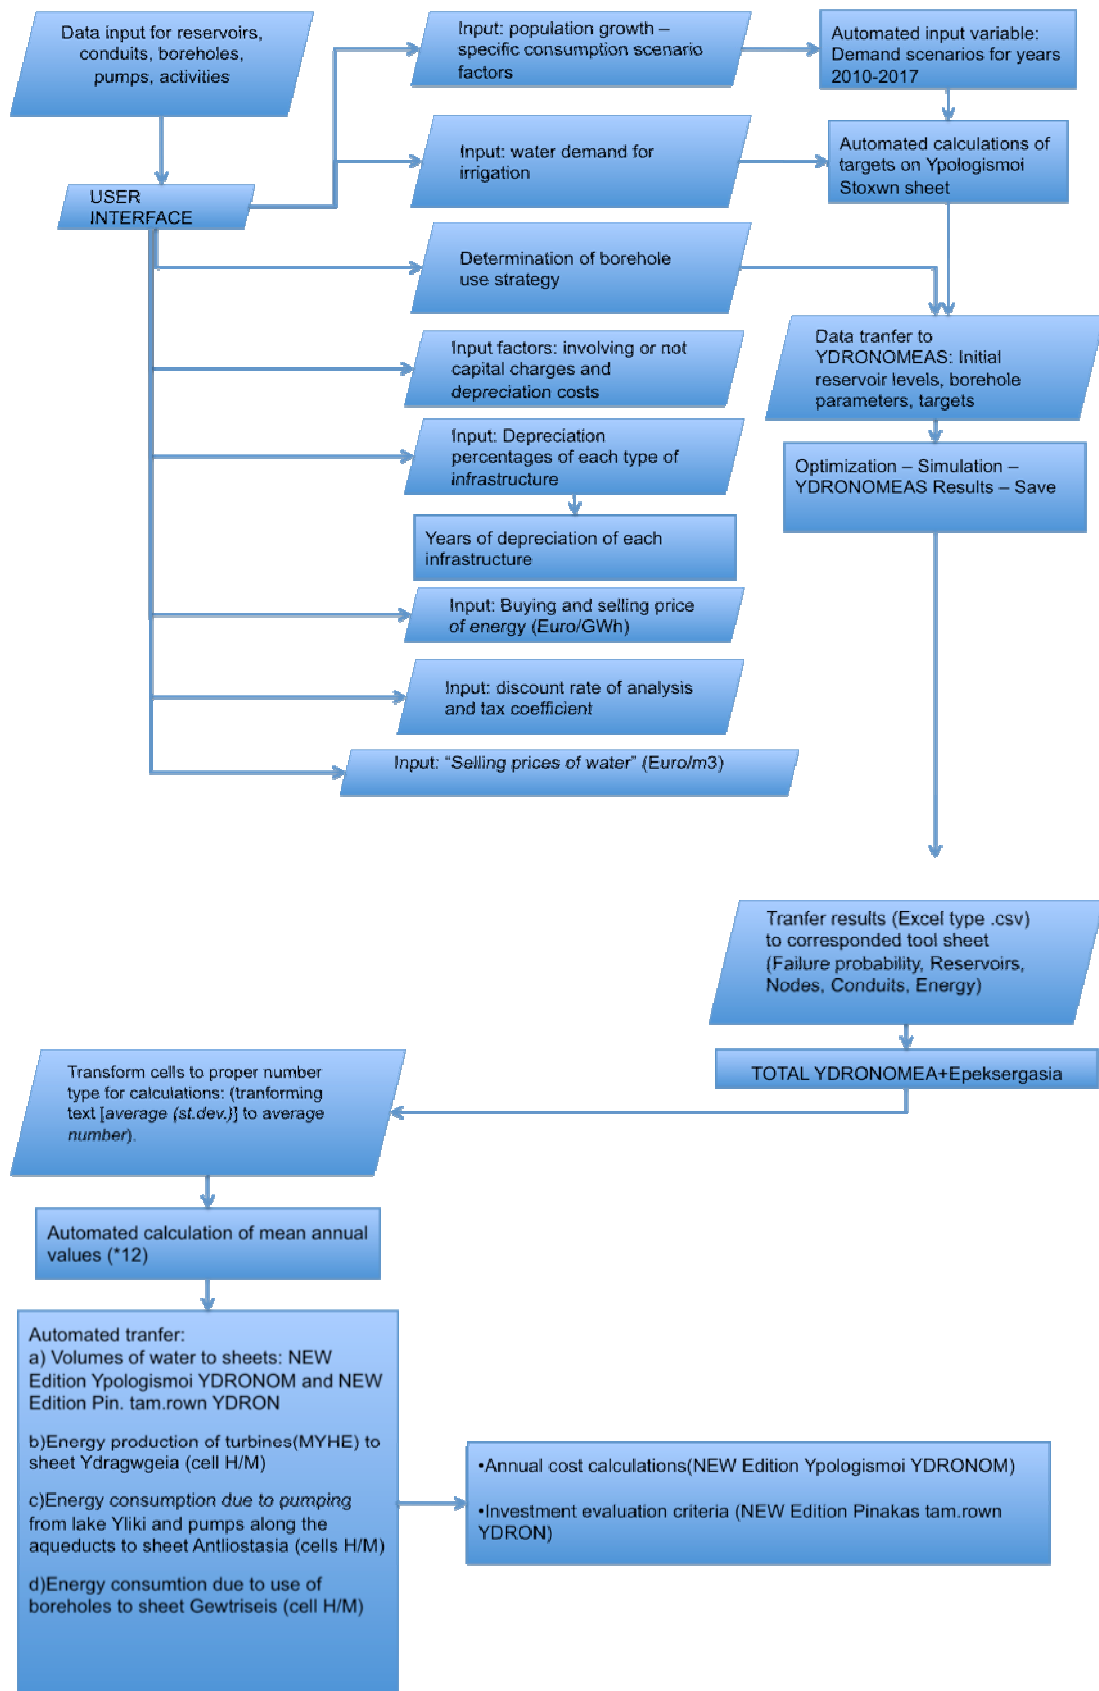 Data input for reservoirs,
conduits, boreholes,
pumps, activities
Input: population growth –
specific consumption scenario
factors
Automated input variable:
Demand scenarios for years
2010-2017
Input: water demand for
irrigation
Automated calculations of
targets on Ypologismoi
Stoxwn sheet
USER
INTERFACE
Determination of borehole
use strategy
Data tranfer to
YDRONOMEAS: Initial
reservoir levels, borehole
parameters, targets
Input factors: involving or not
capital charges and
depreciation costs
Input: Depreciation
percentages of each type of
infrastructure
Optimization – Simulation –
YDRONOMEAS Results – Save
Years of depreciation of each
infrastructure
Input: Buying and selling price
of energy (Euro/GWh)
Input: discount rate of analysis
and tax coefficient
Input: “Selling prices of water” (Euro/m3)
Tranfer results (Excel type .csv)
to corresponded tool sheet
(Failure probability, Reservoirs,
Nodes, Conduits, Energy)
TOTAL YDRONOMEA+Epeksergasia
Transform cells to proper number
type for calculations: (tranforming
text [average (st.dev.)] to average
number).
Automated calculation of mean annual
values (*12)
Automated tranfer:
a) Volumes of water to sheets: NEW
Edition Ypologismoi YDRONOM and NEW
Edition Pin. tam.rown YDRON
b)Energy production of turbines(MYHE) to
sheet Ydragwgeia (cell H/M)
c)Energy consumption due to pumping
from lake Yliki and pumps along the
aqueducts to sheet Antliostasia (cells H/M)
d)Energy consumtion due to use of
boreholes to sheet Gewtriseis (cell H/M)
•Annual cost calculations(NEW Edition Ypologismoi YDRONOM)
•Investment evaluation criteria (NEW Edition Pinakas tam.rown
YDRON)